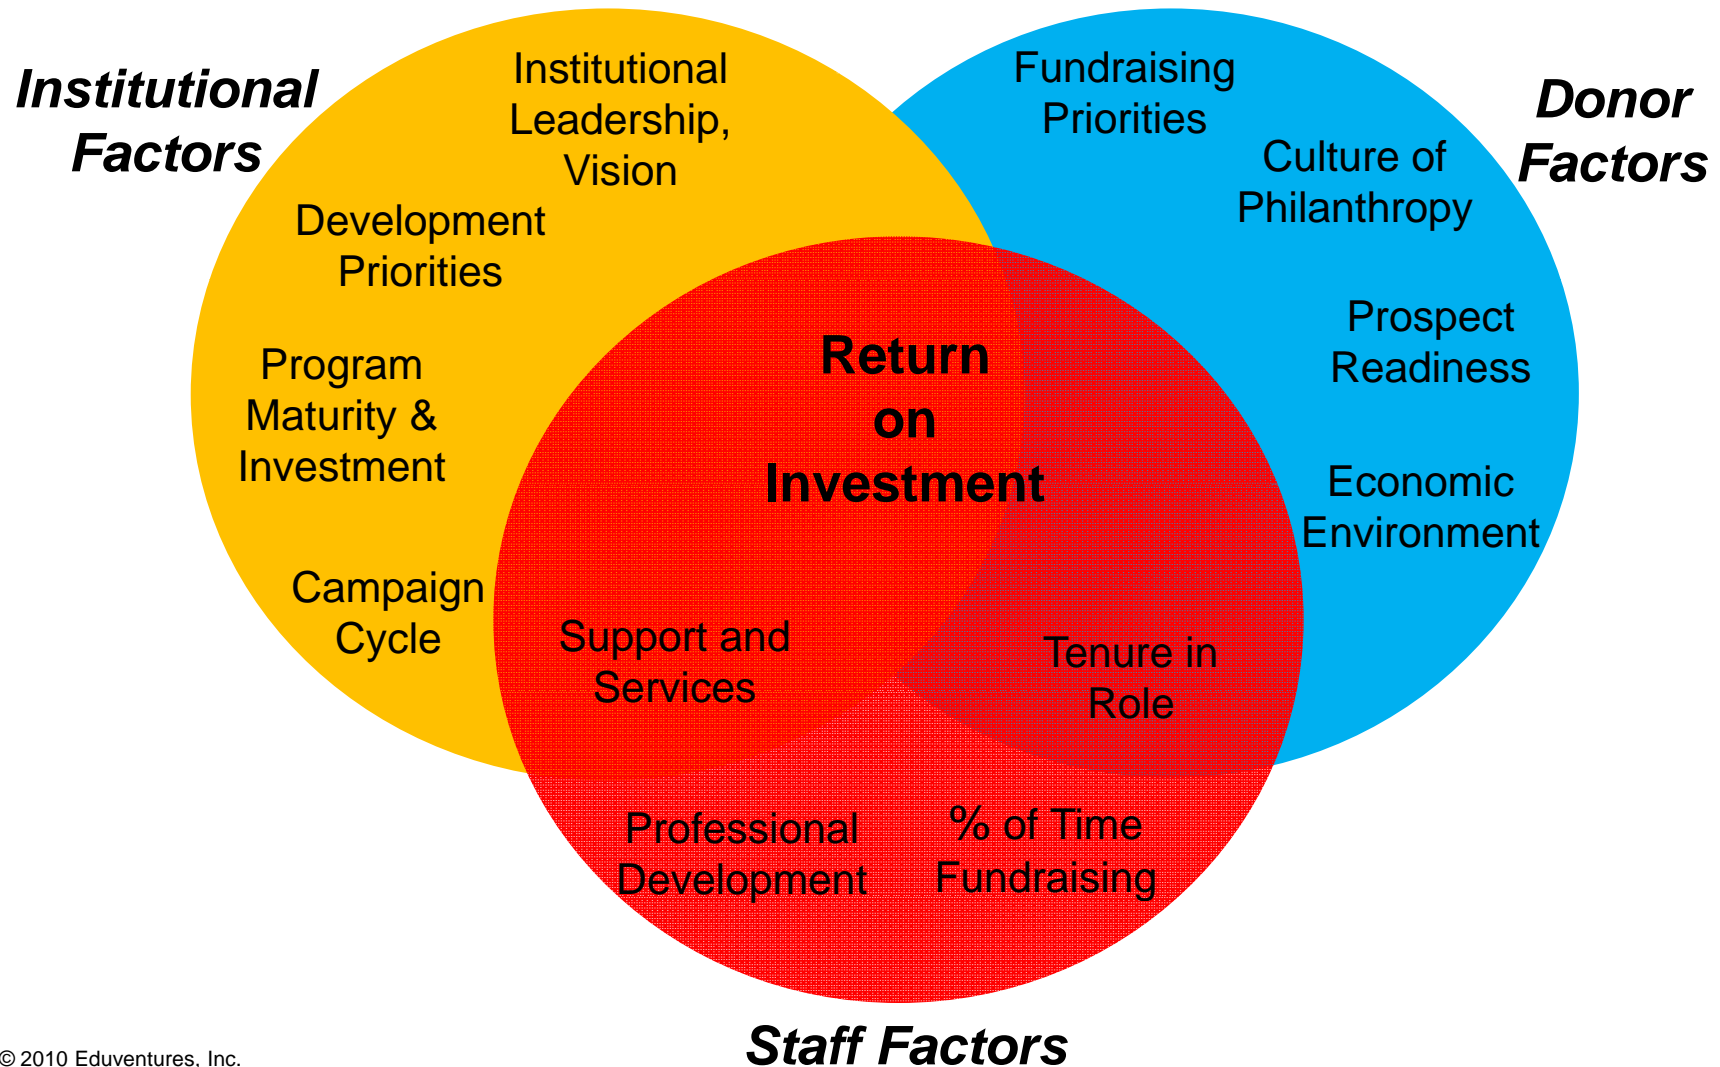 Institutional
Factors
Institutional
Leadership,
Vision
Development
Priorities
Program
Maturity &
Investment
Campaign
Cycle
Fundraising
Priorities
Culture of
Philanthropy
Donor
Factors
Prospect
Readiness
Economic
Environment
Return
on
Investment
Support and
Services
Tenure in
Role
Professional
Development
% of Time
Fundraising
Staff Factors
© 2010 Eduventures, Inc.